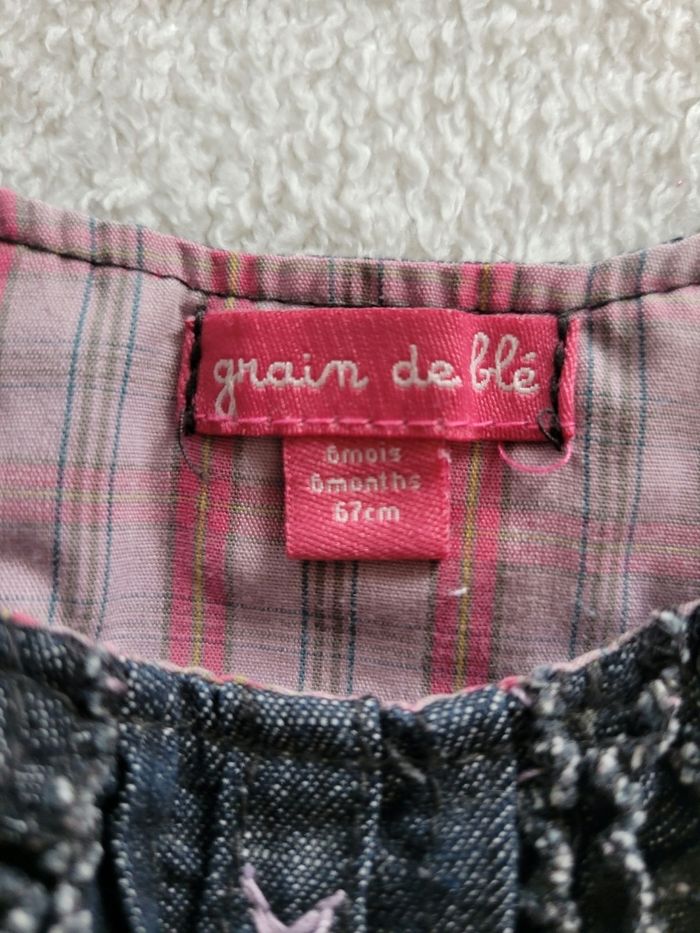 grain de blé
6mois
6months
67cm